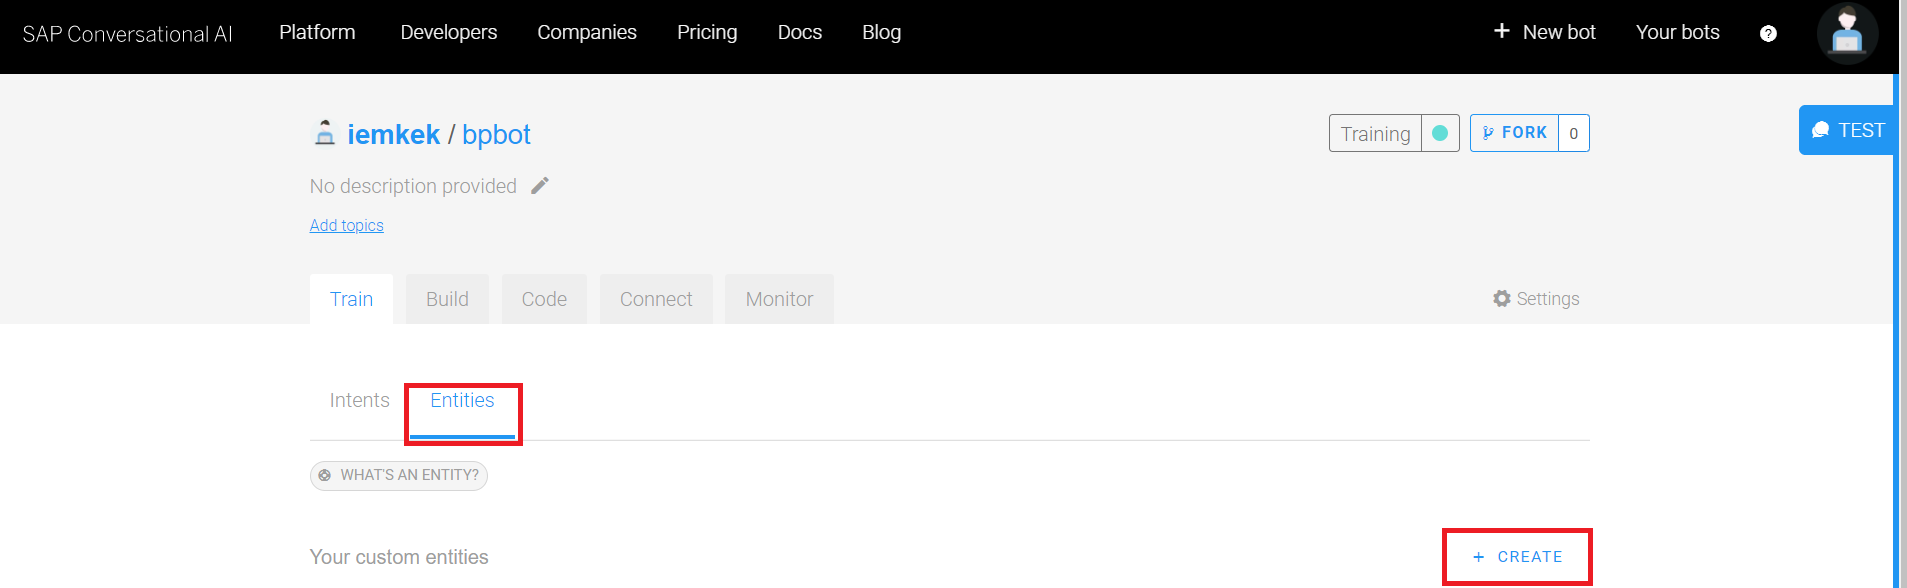 SAP Conversational AI Platform Developers Companies Pricing Docs Blog + New bot Your bots ?
iemkek / bpbot Training FORK 0 TEST
No description provided
Add topics
Train Build Code Connect Monitor Settings
Intents Entities
WHAT'S AN ENTITY?
Your custom entities + CREATE